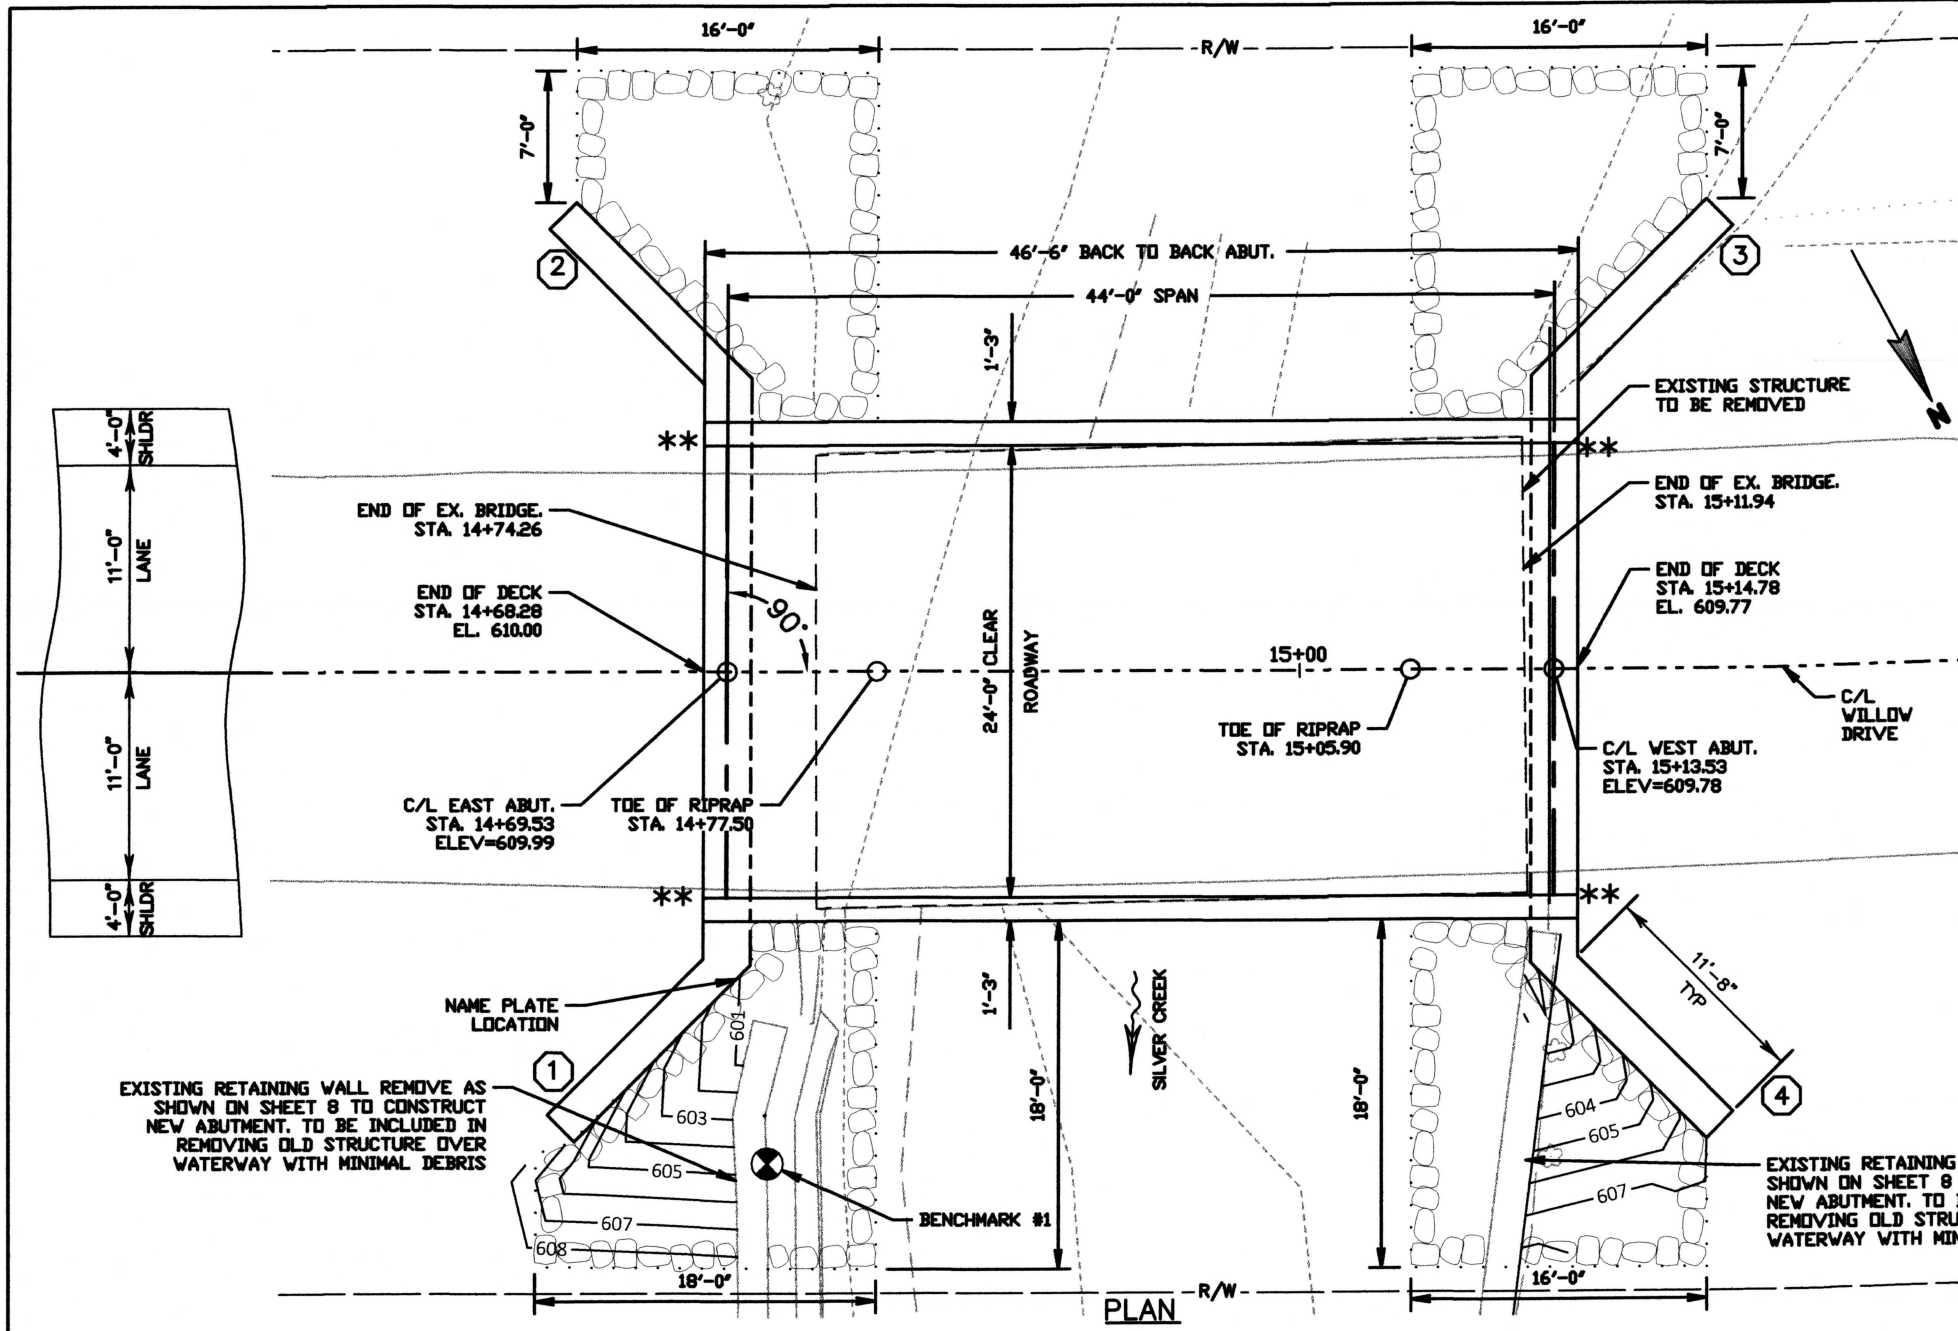 16'-0"
R/W
16'-0"
7'-0"
7'-0"
2
3
46'-6" BACK TO BACK ABUT.
44'-0" SPAN
1'-3"
N
EXISTING STRUCTURE
TO BE REMOVED
4'-0"
SHLDR
**
**
END OF EX. BRIDGE.
STA. 14+74.26
END OF EX. BRIDGE.
STA. 15+11.94
11'-0"
LANE
END OF DECK
STA. 14+68.28
EL. 610.00
90°
END OF DECK
STA. 15+14.78
EL. 609.77
24'-0" CLEAR
ROADWAY
15+00
C/L
WILLOW
DRIVE
11'-0"
LANE
TOE OF RIPRAP
STA. 15+05.90
C/L WEST ABUT.
STA. 15+13.53
ELEV=609.78
C/L EAST ABUT.
STA. 14+69.53
ELEV=609.99
TOE OF RIPRAP
STA. 14+77.50
4'-0"
SHLDR
**
**
11'-8"
TYP
NAME PLATE
LOCATION
601
1'-3"
SILVER CREEK
1
4
EXISTING RETAINING WALL REMOVE AS
SHOWN ON SHEET 8 TO CONSTRUCT
NEW ABUTMENT. TO BE INCLUDED IN
REMOVING OLD STRUCTURE OVER
WATERWAY WITH MINIMAL DEBRIS
603
605
607
608
18'-0"
18'-0"
604
605
607
BENCHMARK #1
EXISTING RETAINING
SHOWN ON SHEET 8
NEW ABUTMENT. TO
REMOVING OLD STRU
WATERWAY WITH MIN
18'-0"
R/W
16'-0"
PLAN